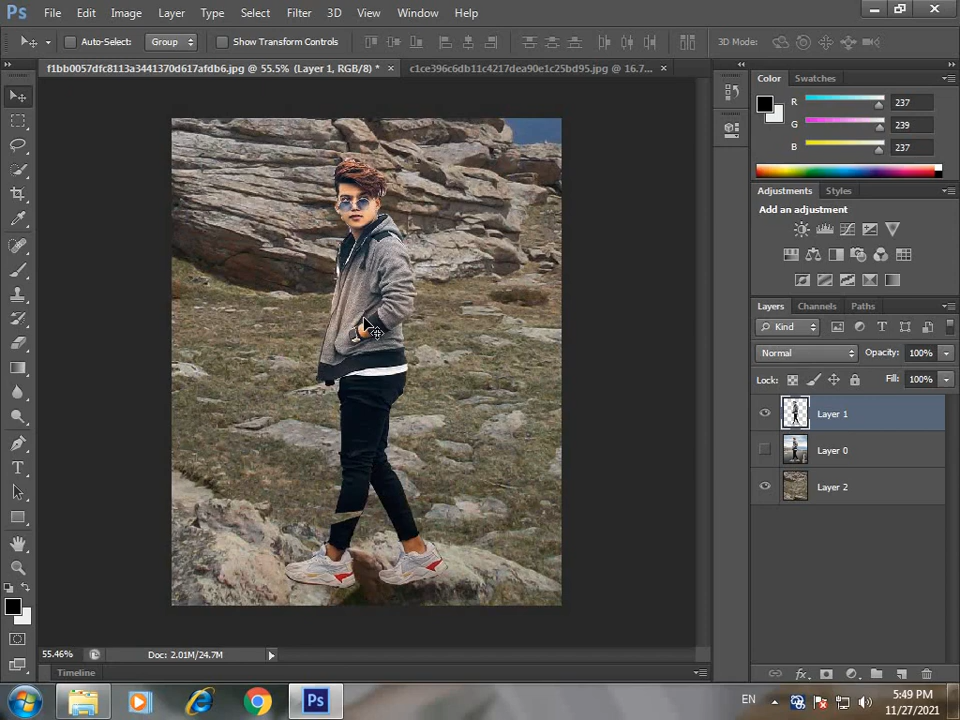 Ps File Edit Image Layer Type Select Filter 3D View Window Help
Auto-Select: Group Show Transform Controls 3D Mode:
f1bb0057dfc8113a3441370d617afdb6.jpg @ 55.5% (Layer 1, RGB/8) * × c1ce396c6db11c4217dea90e1c25bd95.jpg @ 16.7... ×
Color Swatches
R 237
G 239
B 237
Adjustments Styles
Add an adjustment
Layers Channels Paths
Kind
Normal Opacity: 100%
Lock: Fill: 100%
Layer 1
Layer 0
Layer 2
55.46% Doc: 2.01M/24.7M
Timeline
Ps EN 5:49 PM
11/27/2021